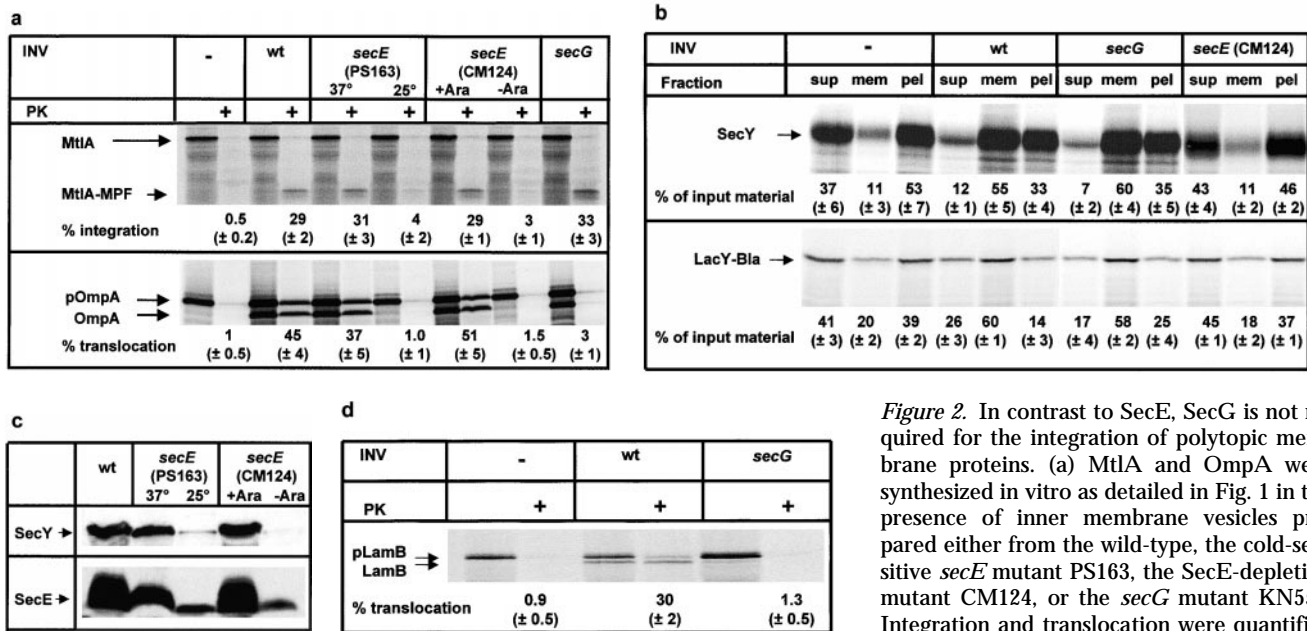 a
INV - wt secE (PS163) secE (CM124) secG
37° 25° +Ara -Ara
PK + + + + + + +
MtlA
MtlA-MPF
% integration 0.5 (± 0.2) 29 (± 2) 31 (± 3) 4 (± 2) 29 (± 1) 3 (± 1) 33 (± 3)
pOmpA
OmpA
% translocation 1 (± 0.5) 45 (± 4) 37 (± 5) 1.0 (± 1) 51 (± 5) 1.5 (± 0.5) 3 (± 1)
b
INV - wt secG secE (CM124)
Fraction sup mem pel sup mem pel sup mem pel sup mem pel
SecY
% of input material 37 (± 6) 11 (± 3) 53 (± 7) 12 (± 1) 55 (± 5) 33 (± 4) 7 (± 2) 60 (± 4) 35 (± 5) 43 (± 4) 11 (± 2) 46 (± 2)
LacY-Bla
% of input material 41 (± 3) 20 (± 2) 39 (± 2) 26 (± 3) 60 (± 1) 14 (± 3) 17 (± 4) 58 (± 2) 25 (± 4) 45 (± 1) 18 (± 2) 37 (± 1)
c
wt secE (PS163) secE (CM124)
37° 25° +Ara -Ara
SecY
SecE
d
INV - wt secG
PK + + +
pLamB
LamB
% translocation 0.9 (± 0.5) 30 (± 2) 1.3 (± 0.5)
Figure 2. In contrast to SecE, SecG is not
quired for the integration of polytopic mem
brane proteins. (a) MtlA and OmpA
synthesized in vitro as detailed in Fig. 1 in
presence of inner membrane vesicles
pared either from the wild-type, the cold-se
sitive secE mutant PS163, the SecE-depleti
mutant CM124, or the secG mutant
Integration and translocation were quantifi